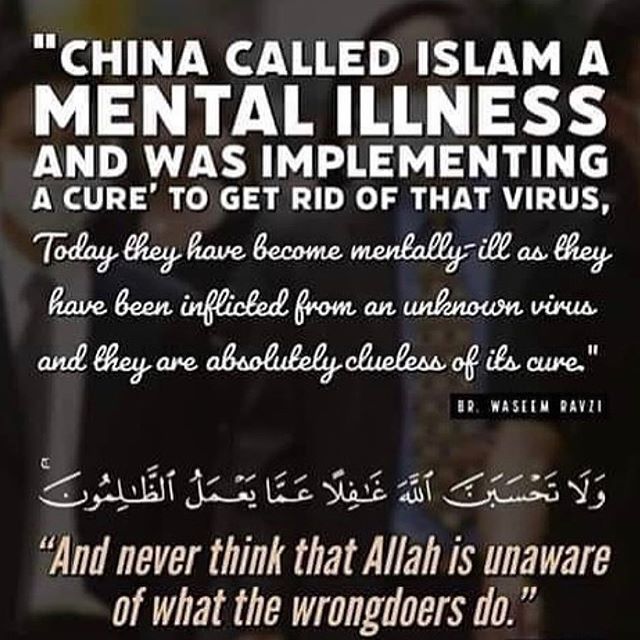 "CHINA CALLED ISLAM A
MENTAL ILLNESS
AND WAS IMPLEMENTING
A CURE' TO GET RID OF THAT VIRUS,
Today they have become mentally-ill as they
have been inflicted from an unknown virus
and they are absolutely clueless of its cure."
BR. WASEEM RAVZI
وَلَا تَحْسَبَنَّ ٱللَّهَ غَـٰفِلًا عَمَّا يَعْمَلُ ٱلظَّـٰلِمُونَ ۚ
"And never think that Allah is unaware
of what the wrongdoers do."